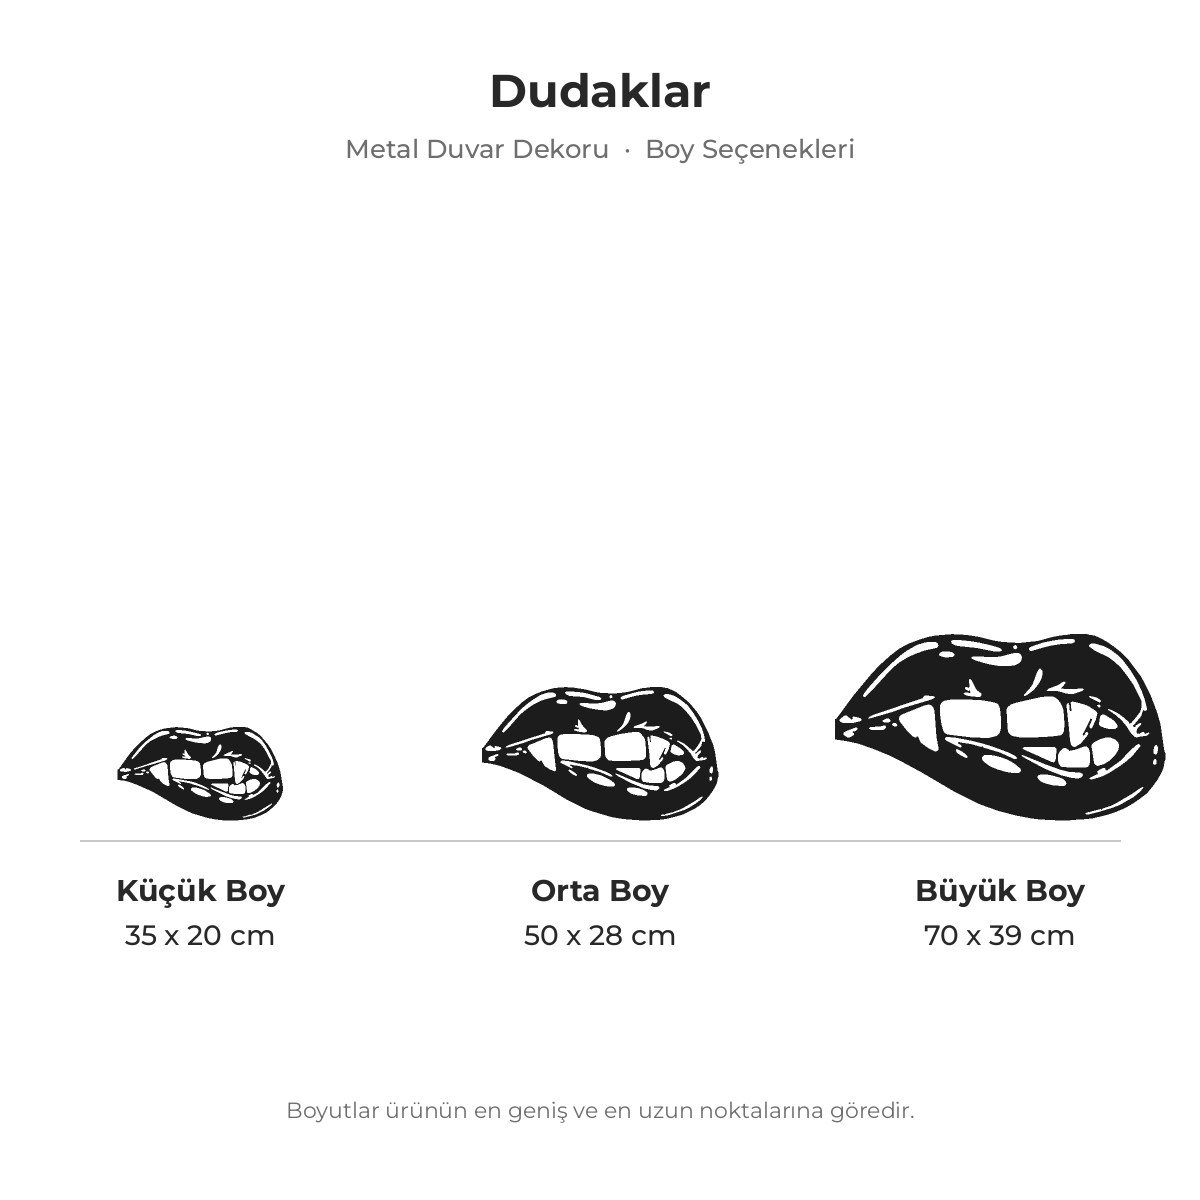 Dudaklar
Metal Duvar Dekoru · Boy Seçenekleri
Küçük Boy
35 x 20 cm
Orta Boy
50 x 28 cm
Büyük Boy
70 x 39 cm
Boyutlar ürünün en geniş ve en uzun noktalarına göredir.